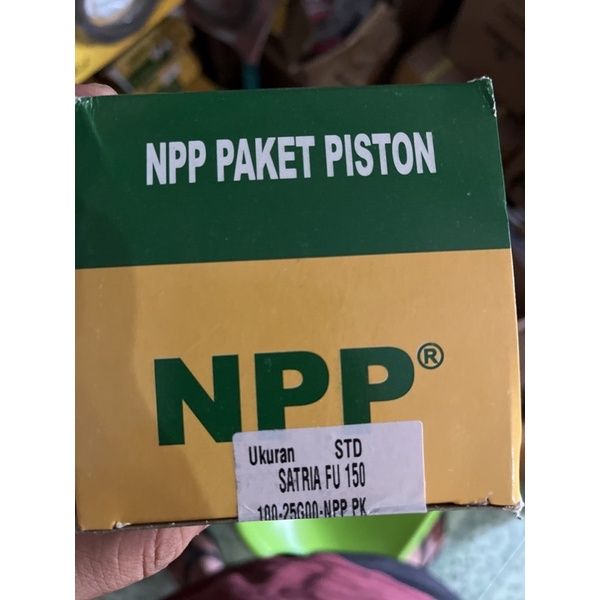 NPP PAKET PISTON
NPP®
Ukuran STD
SATRIA FU 150
100-25G00-NPP PK